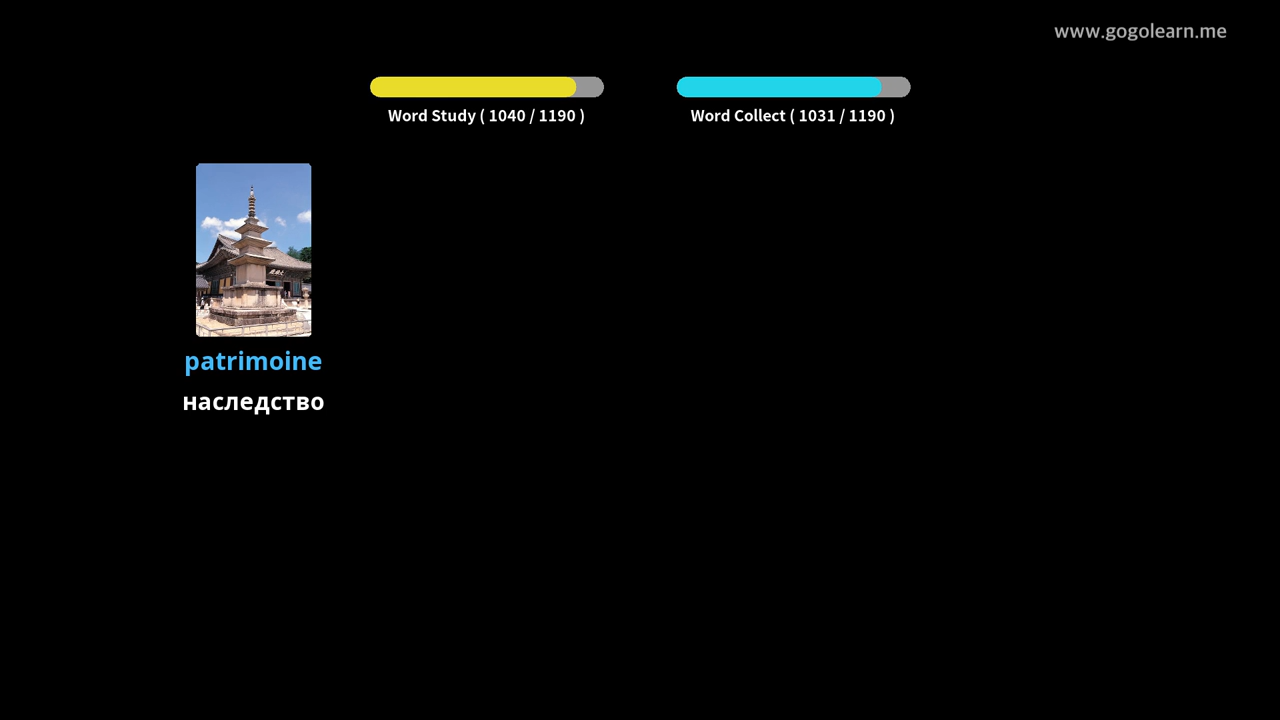 www.gogolearn.me
Word Study ( 1040 / 1190 )
Word Collect ( 1031 / 1190 )
patrimoine
наследство